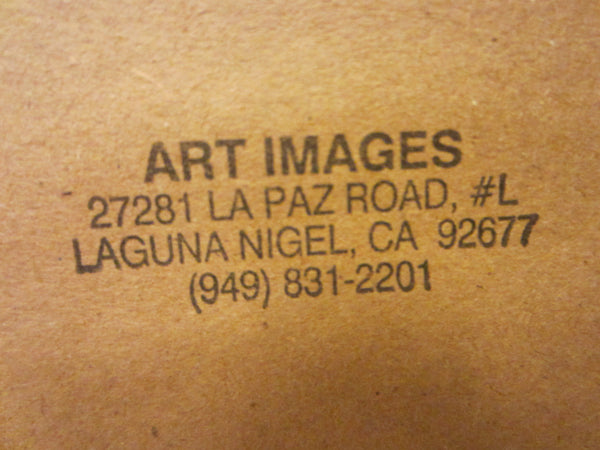 ART IMAGES
27281 LA PAZ ROAD, #L
LAGUNA NIGEL, CA 92677
(949) 831-2201